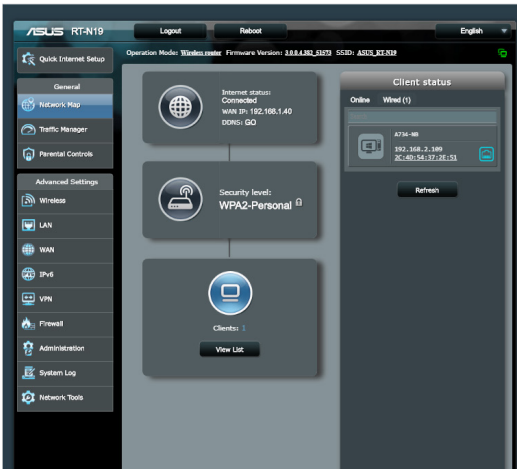 ASUS RT-N19
Logout
Reboot
English
Quick Internet Setup
Operation Mode: Wireless router Firmware Version: 3.0.0.4.382_51573 SSID: ASUS_RT-N19
General
Network Map
Traffic Manager
Parental Controls
Advanced Settings
Wireless
LAN
WAN
IPv6
VPN
Firewall
Administration
System Log
Network Tools
Internet status:
Connected
WAN IP: 192.168.1.40
DDNS: GO
Security level:
WPA2-Personal
Clients: 1
View List
Client status
Online Wired (1)
A734-NB
192.168.2.109
2C:4D:54:37:2E:51
Refresh